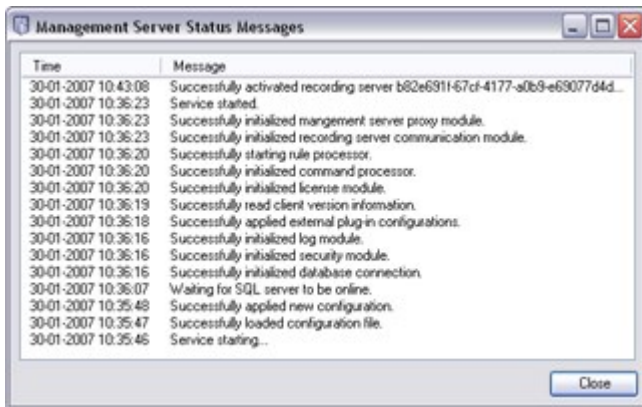 Management Server Status Messages
Time Message
30-01-2007 10:43:08 Successfully activated recording server b82e691f-67cf-4177-a0b9-e69077d4d...
30-01-2007 10:36:23 Service started.
30-01-2007 10:36:23 Successfully initialized mangement server proxy module.
30-01-2007 10:36:23 Successfully initialized recording server communication module.
30-01-2007 10:36:20 Successfully starting rule processor.
30-01-2007 10:36:20 Successfully initialized command processor.
30-01-2007 10:36:20 Successfully initialized license module.
30-01-2007 10:36:19 Successfully read client version information.
30-01-2007 10:36:18 Successfully applied external plug-in configurations.
30-01-2007 10:36:16 Successfully initialized log module.
30-01-2007 10:36:16 Successfully initialized security module.
30-01-2007 10:36:16 Successfully initialized database connection.
30-01-2007 10:36:07 Waiting for SQL server to be online.
30-01-2007 10:35:48 Successfully applied new configuration.
30-01-2007 10:35:47 Successfully loaded configuration file.
30-01-2007 10:35:46 Service starting...
Close